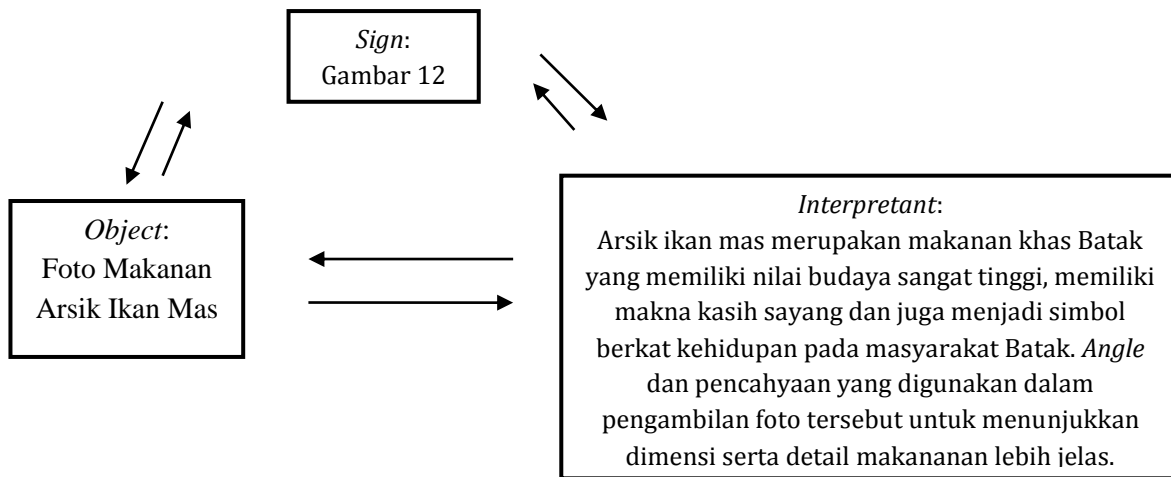 Sign:
Gambar 12
Object:
Foto Makanan
Arsik Ikan Mas
Interpretant:
Arsik ikan mas merupakan makanan khas Batak
yang memiliki nilai budaya sangat tinggi, memiliki
makna kasih sayang dan juga menjadi simbol
berkat kehidupan pada masyarakat Batak. Angle
dan pencahyaan yang digunakan dalam
pengambilan foto tersebut untuk menunjukkan
dimensi serta detail makananan lebih jelas.